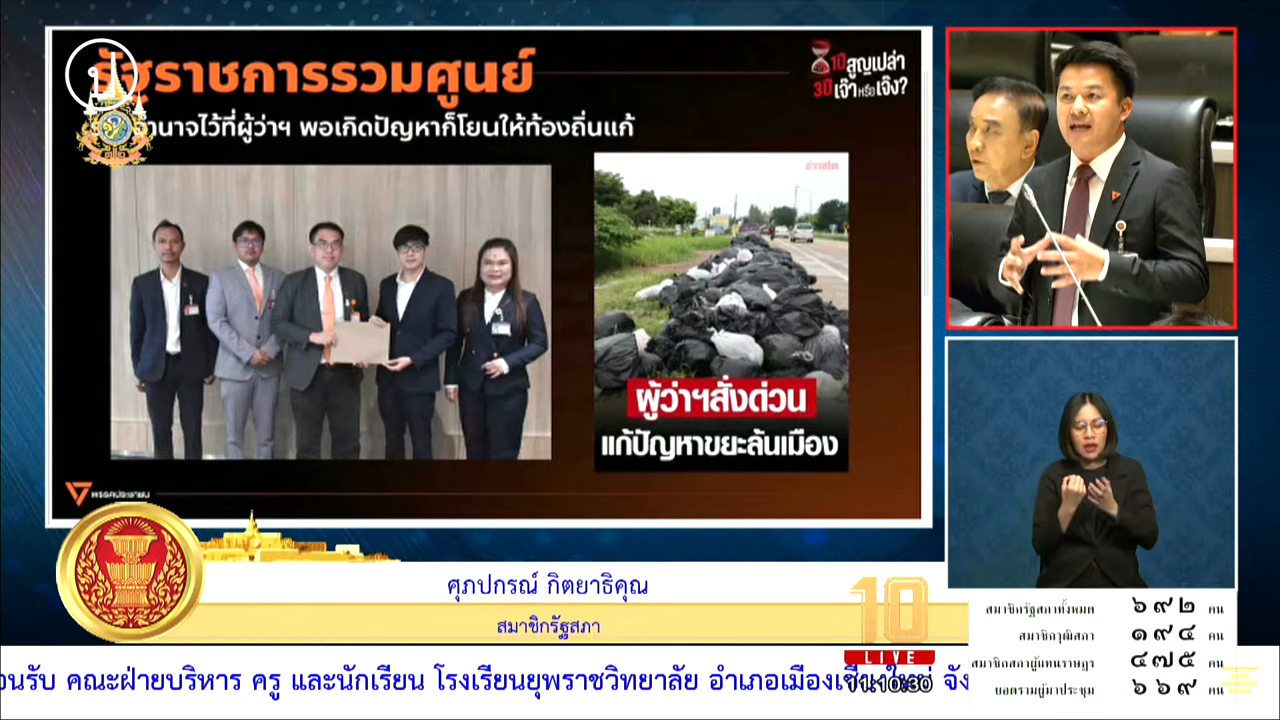 รัฐราชการรวมศูนย์
อำนาจไว้ที่ผู้ว่าฯ พอเกิดปัญหาก็โยนให้ท้องถิ่นแก้
10ปีสูญเปล่า
3ปีเจ๊าหรือเจ๊ง?
ข่าวสด
ผู้ว่าฯสั่งด่วน
แก้ปัญหาขยะล้นเมือง
พรรคประชาชน
ศุภปกรณ์ กิตยาธิคุณ
สมาชิกรัฐสภา
10
LIVE
11:10:30
สมาชิกรัฐสภาทั้งหมด ๖๙๒ คน
สมาชิกวุฒิสภา ๑๙๔ คน
สมาชิกสภาผู้แทนราษฎร ๔๗๕ คน
ยอดรวมผู้มาประชุม ๖๖๙ คน
อนรับ คณะฝ่ายบริหาร ครู และนักเรียน โรงเรียนยุพราชวิทยาลัย อำเภอเมืองเชียงใหม่ จัง